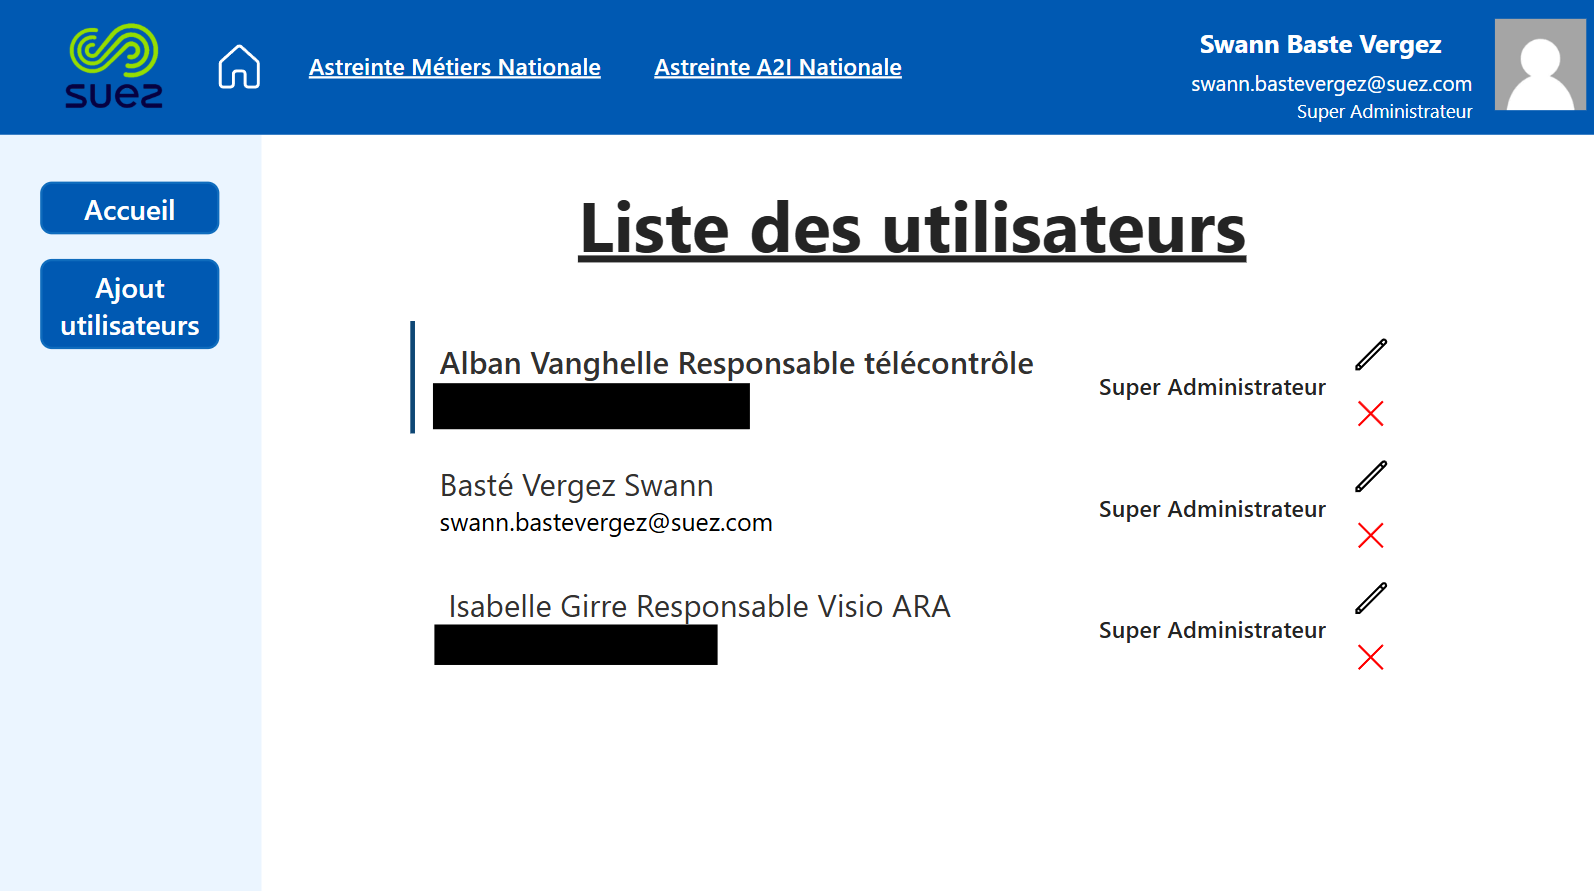 suez
Astreinte Métiers Nationale
Astreinte A2I Nationale
Swann Baste Vergez
swann.bastevergez@suez.com
Super Administrateur
Accueil
Ajout
utilisateurs
Liste des utilisateurs
Alban Vanghelle Responsable télécontrôle
Super Administrateur
Basté Vergez Swann
swann.bastevergez@suez.com
Super Administrateur
Isabelle Girre Responsable Visio ARA
Super Administrateur